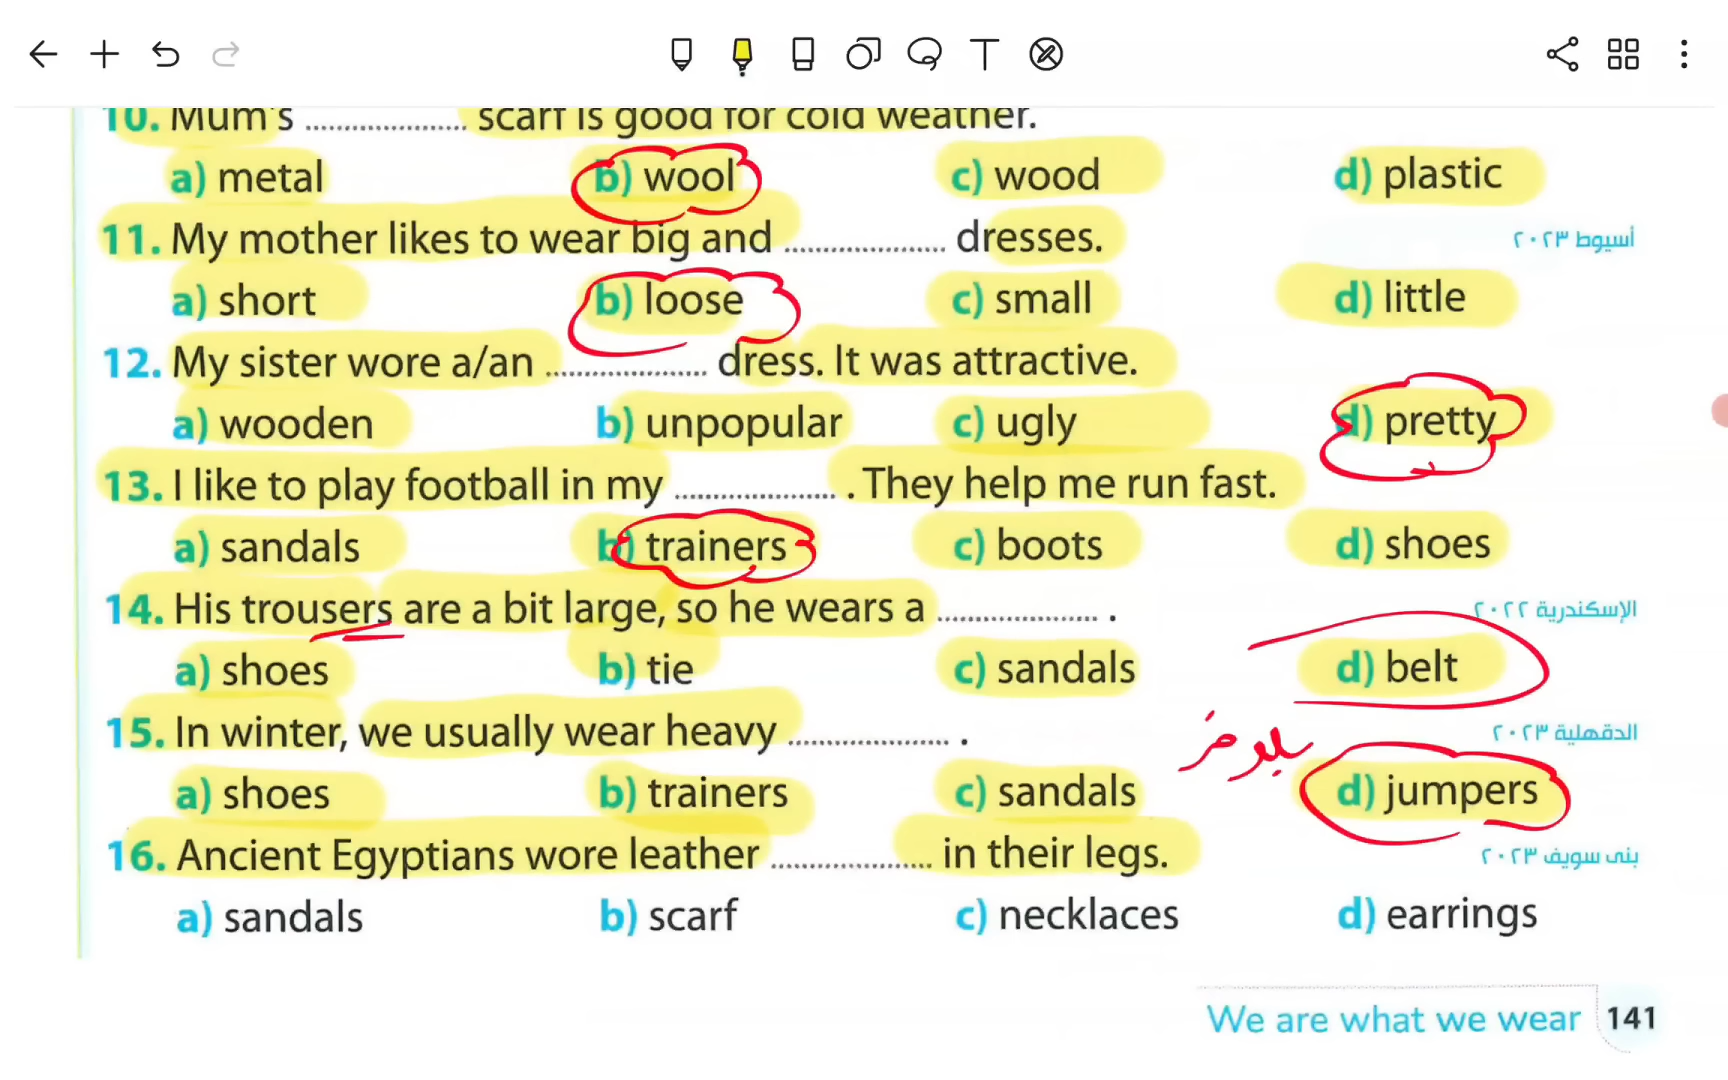 10. Mum's .................. scarf is good for cold weather.
a) metal b) wool c) wood d) plastic
11. My mother likes to wear big and .................. dresses. أسيوط ٢٠٢٣
a) short b) loose c) small d) little
12. My sister wore a/an .................. dress. It was attractive.
a) wooden b) unpopular c) ugly d) pretty
13. I like to play football in my .................. . They help me run fast.
a) sandals b) trainers c) boots d) shoes
14. His trousers are a bit large, so he wears a .................. . الإسكندرية ٢٠٢٢
a) shoes b) tie c) sandals d) belt
15. In winter, we usually wear heavy .................. . الدقهلية ٢٠٢٣
a) shoes b) trainers c) sandals d) jumpers
16. Ancient Egyptians wore leather .................. in their legs. بنى سويف ٢٠٢٣
a) sandals b) scarf c) necklaces d) earrings
We are what we wear 141